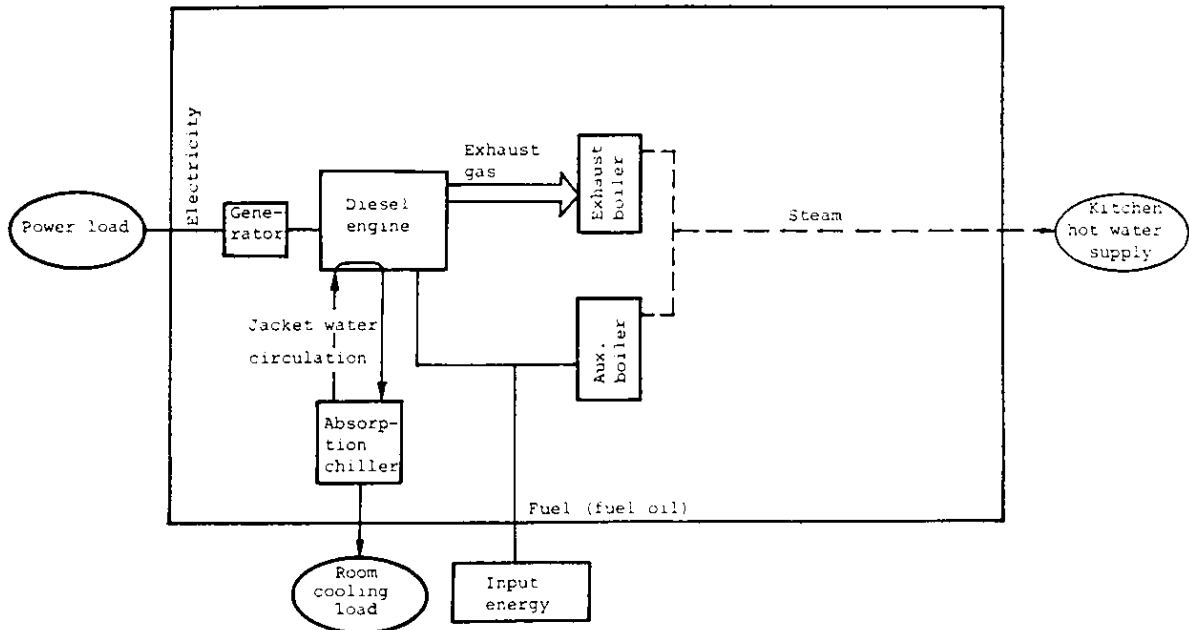 Electricity
Power load
Gene-
rator
Diesel
engine
Exhaust
gas
Exhaust
boiler
Steam
Kitchen
hot water
supply
Jacket water
circulation
Aux.
boiler
Absorp-
tion
chiller
Fuel (fuel oil)
Room
cooling
load
Input
energy